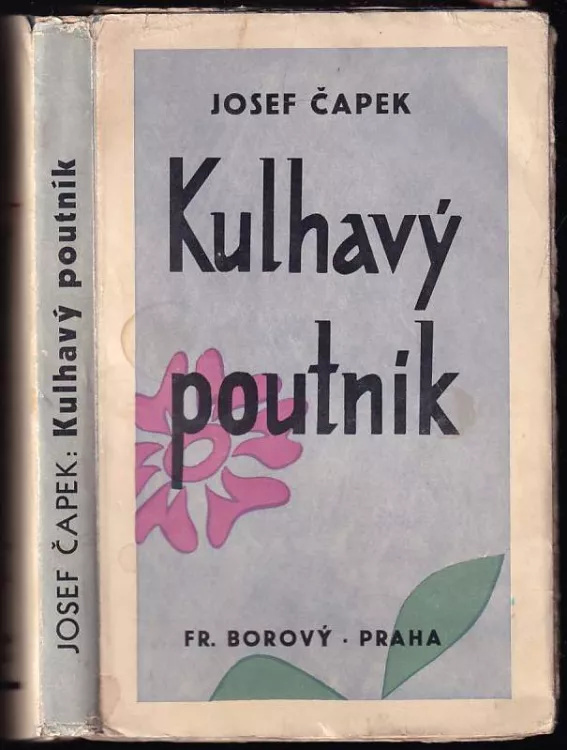 JOSEF ČAPEK: Kulhavý poutník
JOSEF ČAPEK
Kulhavý
poutník
FR. BOROVÝ · PRAHA